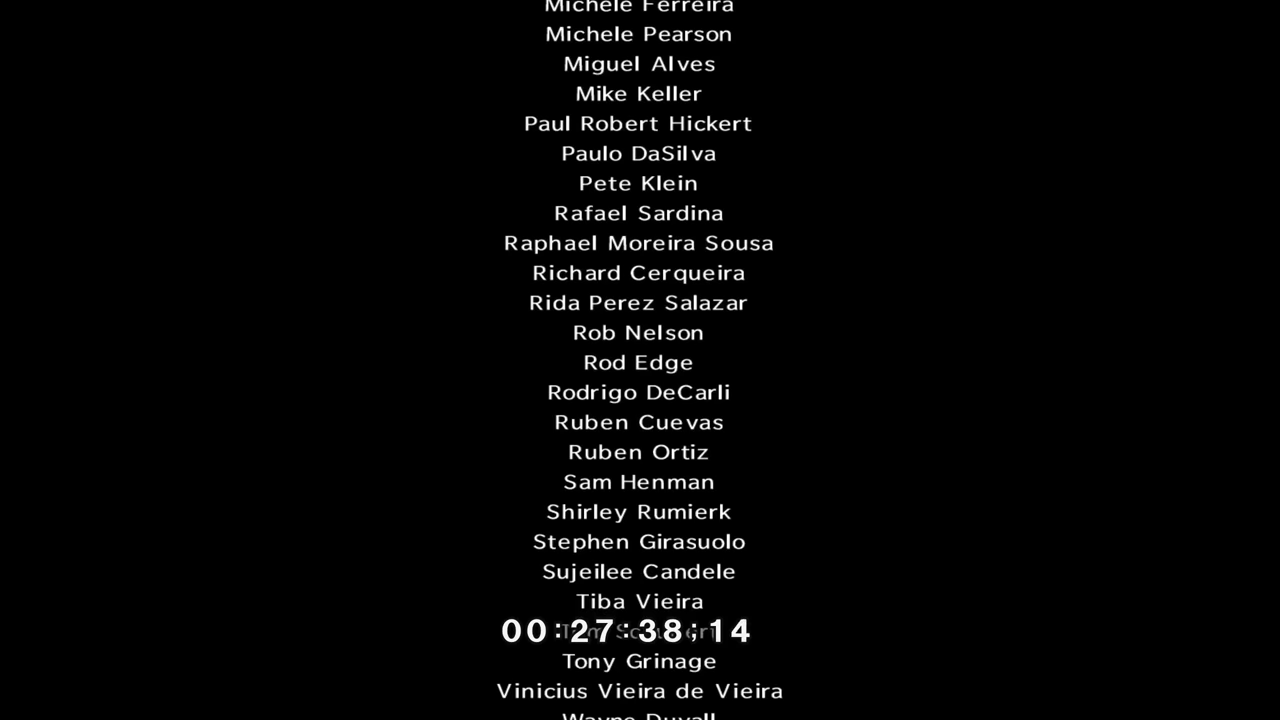 Michele Ferreira
Michele Pearson
Miguel Alves
Mike Keller
Paul Robert Hickert
Paulo DaSilva
Pete Klein
Rafael Sardina
Raphael Moreira Sousa
Richard Cerqueira
Rida Perez Salazar
Rob Nelson
Rod Edge
Rodrigo DeCarli
Ruben Cuevas
Ruben Ortiz
Sam Henman
Shirley Rumierk
Stephen Girasuolo
Sujeilee Candele
Tiba Vieira
00:27:38;14
Tony Grinage
Vinicius Vieira de Vieira
Wayne Duvall